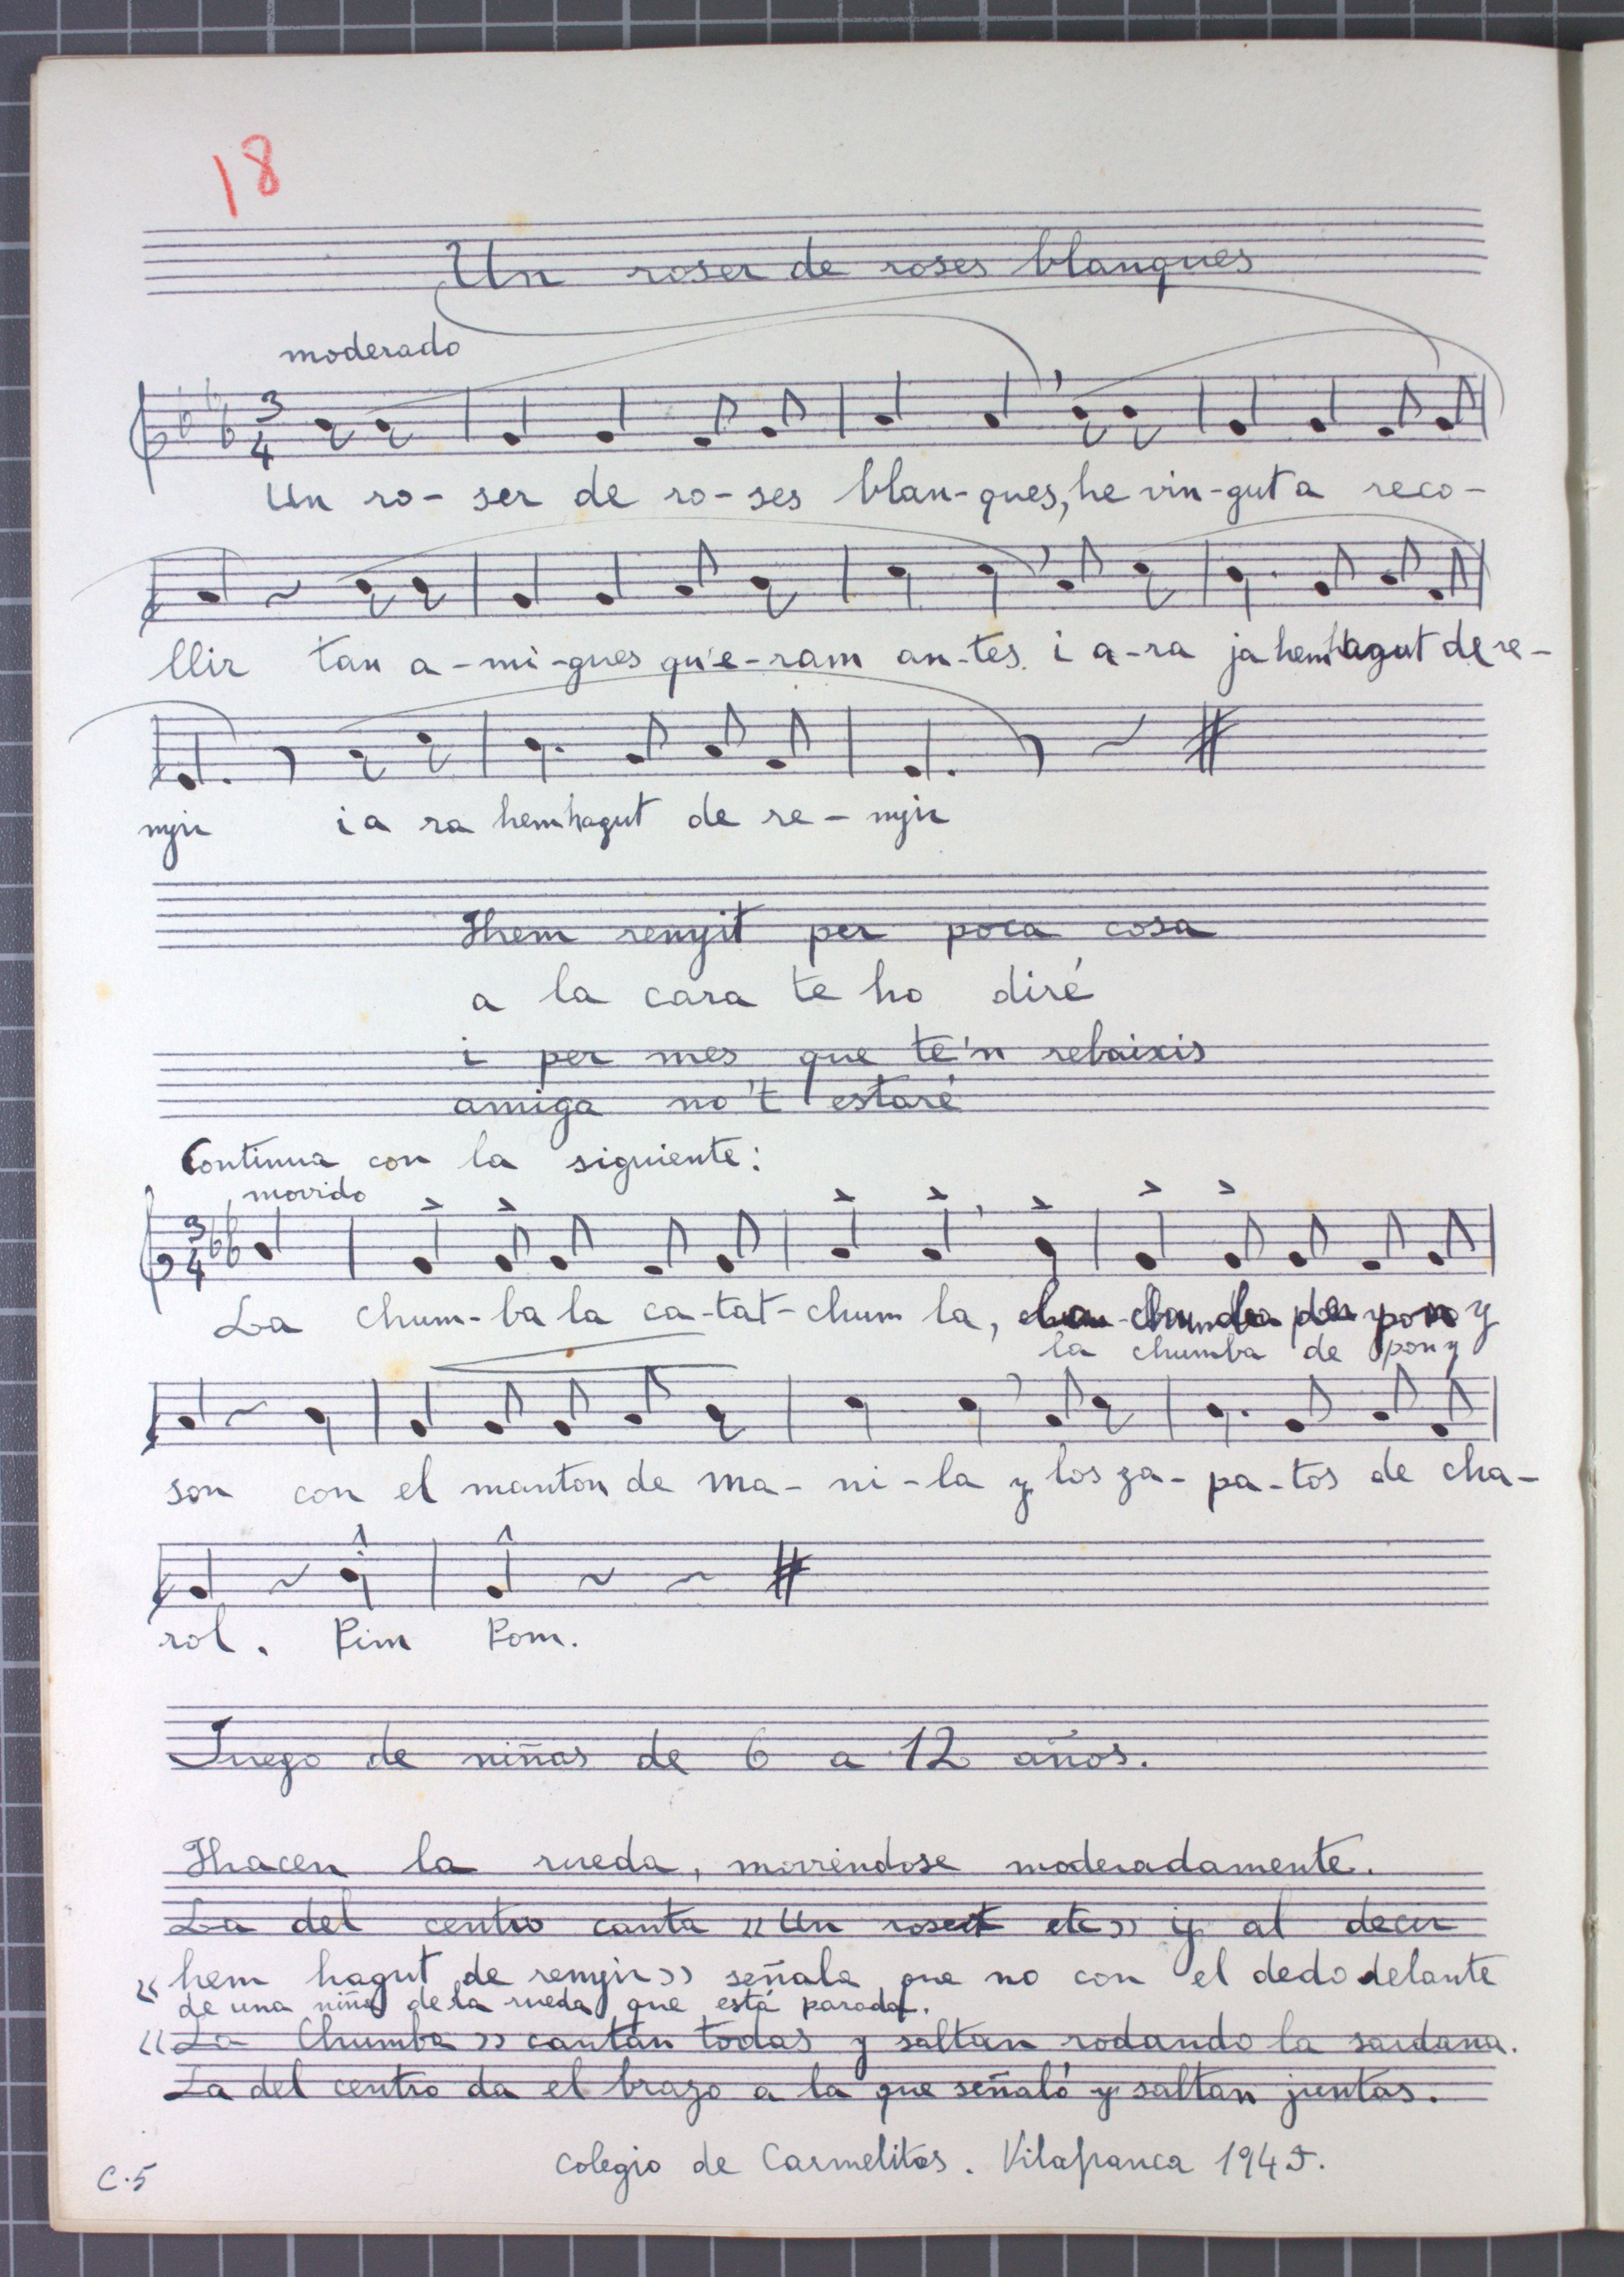 18
Un roser de roses blanques
moderado
3
4
Un ro-ser de ro-ses blan-ques, he vin-gut a reco-
llir tan a-mi-gues qu'e-ram an-tes. i a-ra ja hem hagut de re-
nyir i a ra hem hagut de re-nyir
Hem renyit per poca cosa
a la cara te ho diré
i per mes que te'n rebaixis
amiga no't estaré
Continua con la siguiente:
movido
3
4
La chum-ba la ca-tat-chum la,
la chumba de pon y
son con el manton de ma-ni-la y los za-pa-tos de cha-
rol. Pim Pom.
Juego de niñas de 6 a 12 años.
Hacen la rueda, moviéndose moderadamente.
La del centro canta «Un roser etc» y al decir
«hem hagut de renyir» señala que no con el dedo delante
de una niña de la rueda que está parada.
«La Chumba» cantan todas y saltan rodando la sardana.
La del centro da el brazo a la que señaló y saltan juntas.
Colegio de Carmelitas. Vilafranca 1945.
C.5